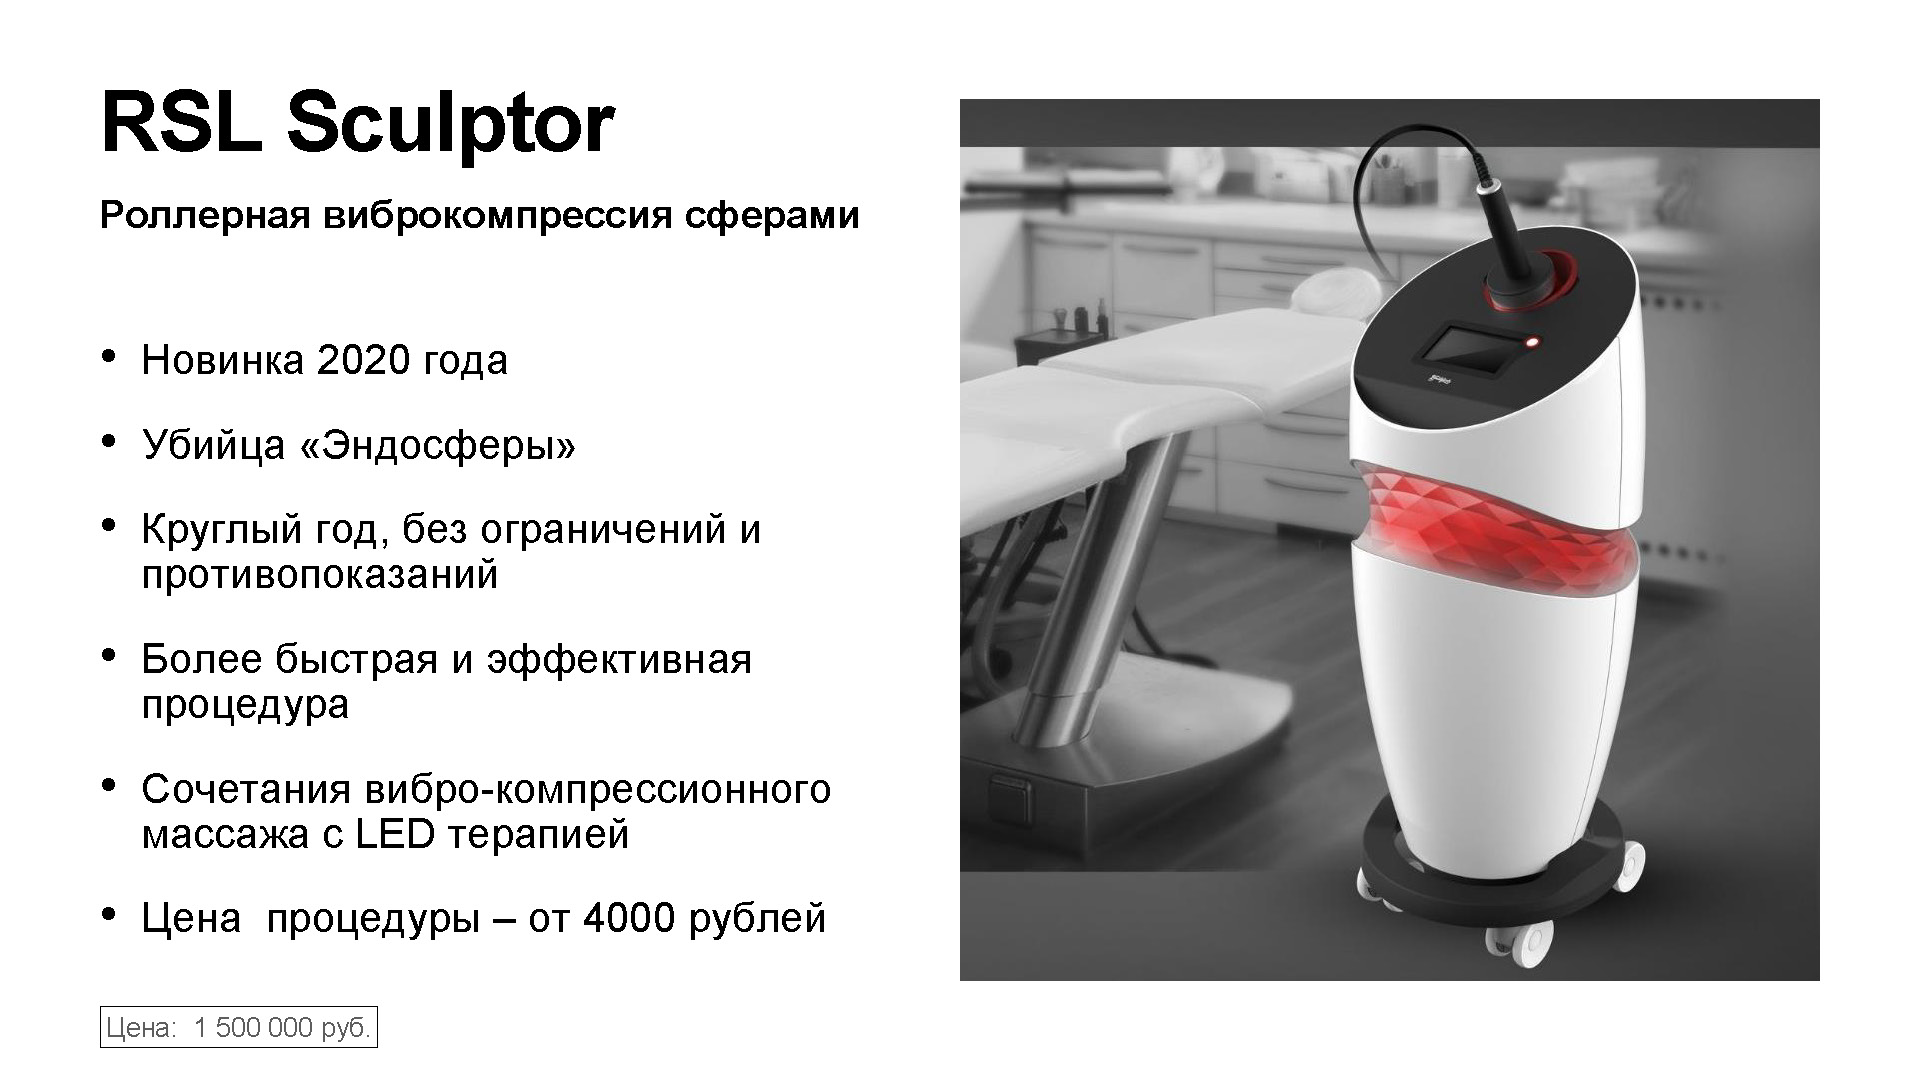 RSL Sculptor
Роллерная виброкомпрессия сферами
• Новинка 2020 года
• Убийца «Эндосферы»
• Круглый год, без ограничений и
противопоказаний
• Более быстрая и эффективная
процедура
• Сочетания вибро-компрессионного
массажа с LED терапией
• Цена процедуры – от 4000 рублей
Цена: 1 500 000 руб.